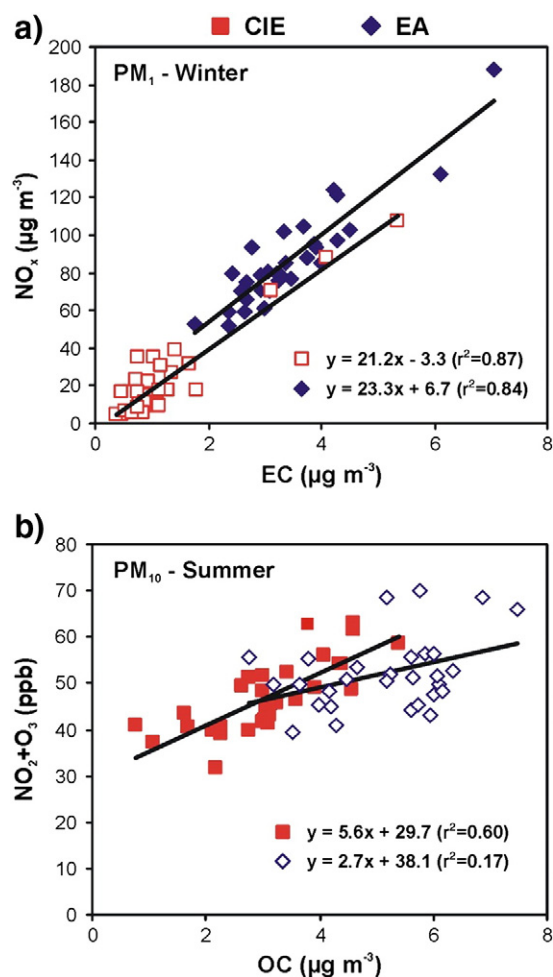 CIE EA
a)
200
180
160
140
120
100
80
60
40
20
0
NOx (µg m-3)
PM1 - Winter
y = 21.2x - 3.3 (r²=0.87)
y = 23.3x + 6.7 (r²=0.84)
0 2 4 6 8
EC (µg m-3)
b)
80
70
60
50
40
30
20
10
0
NO2+O3 (ppb)
PM10 - Summer
y = 5.6x + 29.7 (r²=0.60)
y = 2.7x + 38.1 (r²=0.17)
0 2 4 6 8
OC (µg m-3)